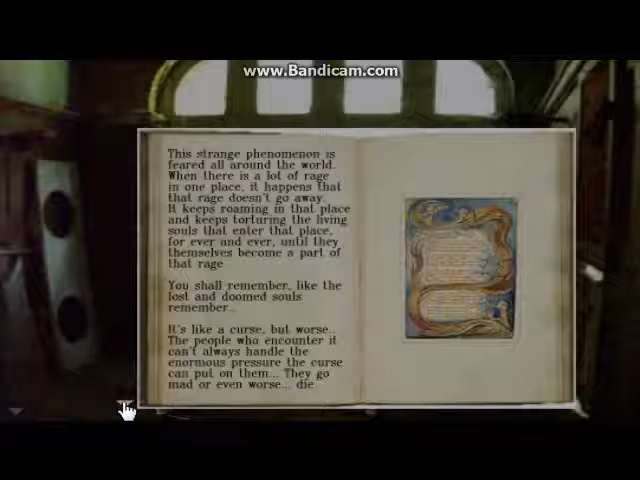 www.Bandicam.com
This strange phenomenon is
feared all around the world.
When there is a lot of rage
in one place, it happens that
that rage doesn't go away.
It keeps roaming in that place
and keeps torturing the living
souls that enter that place,
for ever and ever, until they
themselves become a part of
that rage
You shall remember, like the
lost and doomed souls
remember...
It's like a curse, but worse..
The people who encounter it
can't always handle the
enormous pressure the curse
can put on them... They go
mad or even worse... die.